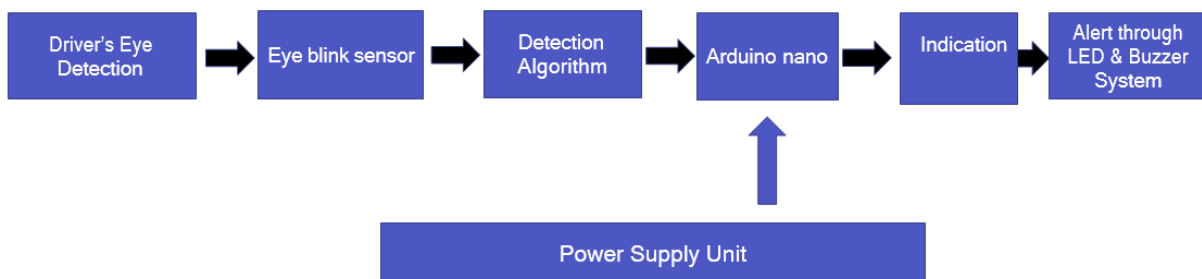 Driver's Eye
Detection
Eye blink sensor
Detection
Algorithm
Arduino nano
Indication
Alert through
LED & Buzzer
System
Power Supply Unit